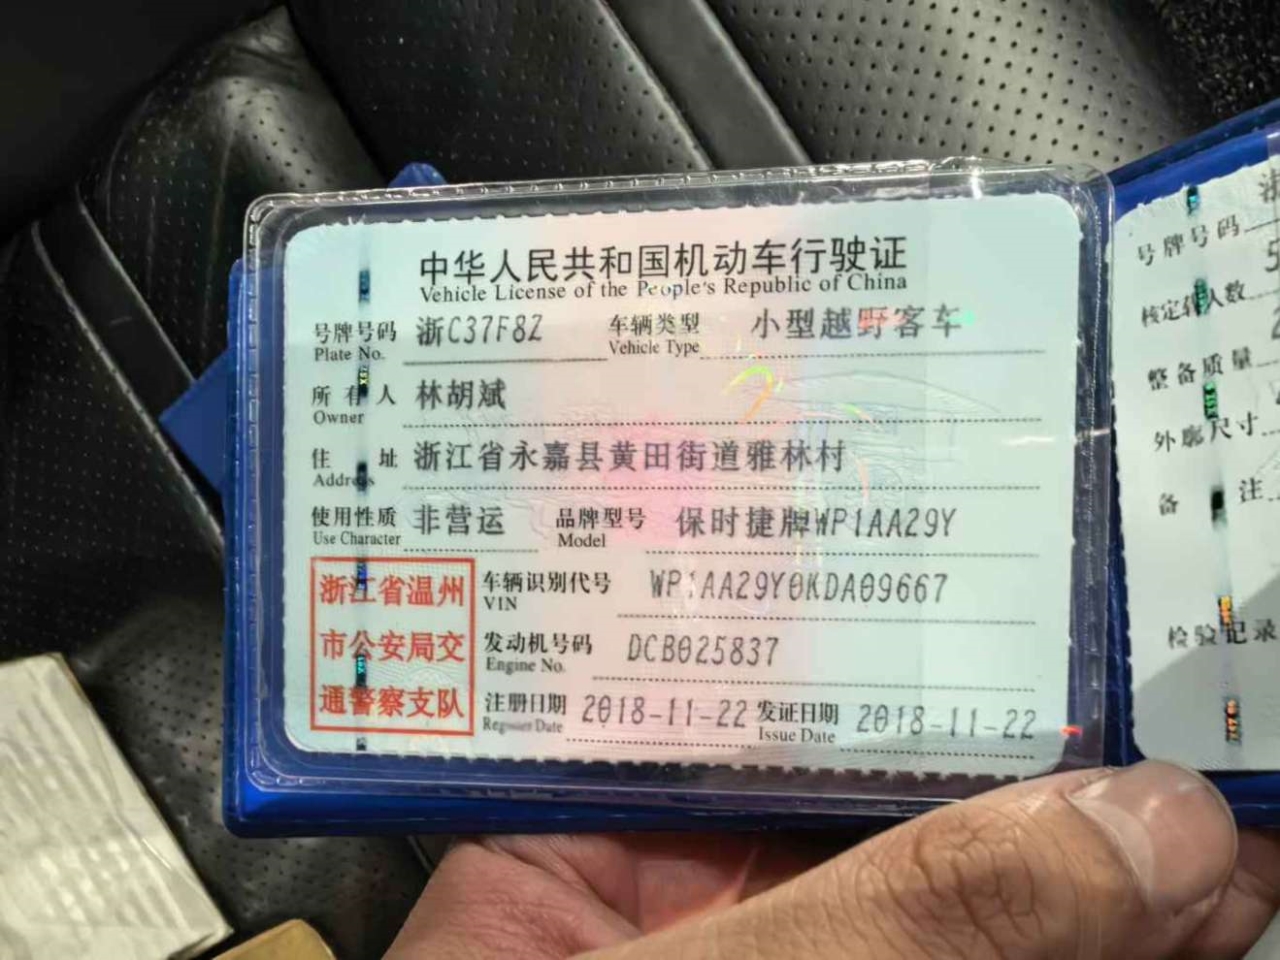 中华人民共和国机动车行驶证
Vehicle License of the People's Republic of China
号牌号码 浙C37F8Z 车辆类型 小型越野客车
Plate No. Vehicle Type
所有人 林胡斌
Owner
住址 浙江省永嘉县黄田街道雅林村
Address
使用性质 非营运 品牌型号 保时捷牌WP1AA29Y
Use Character Model
浙江省温州
市公安局交
通警察支队
车辆识别代号 WP1AA29Y0KDA09667
VIN
发动机号码 DCB025837
Engine No.
注册日期 2018-11-22 发证日期 2018-11-22
Register Date Issue Date
号牌号码
核定载人数
整备质量
外廓尺寸
备注
检验记录